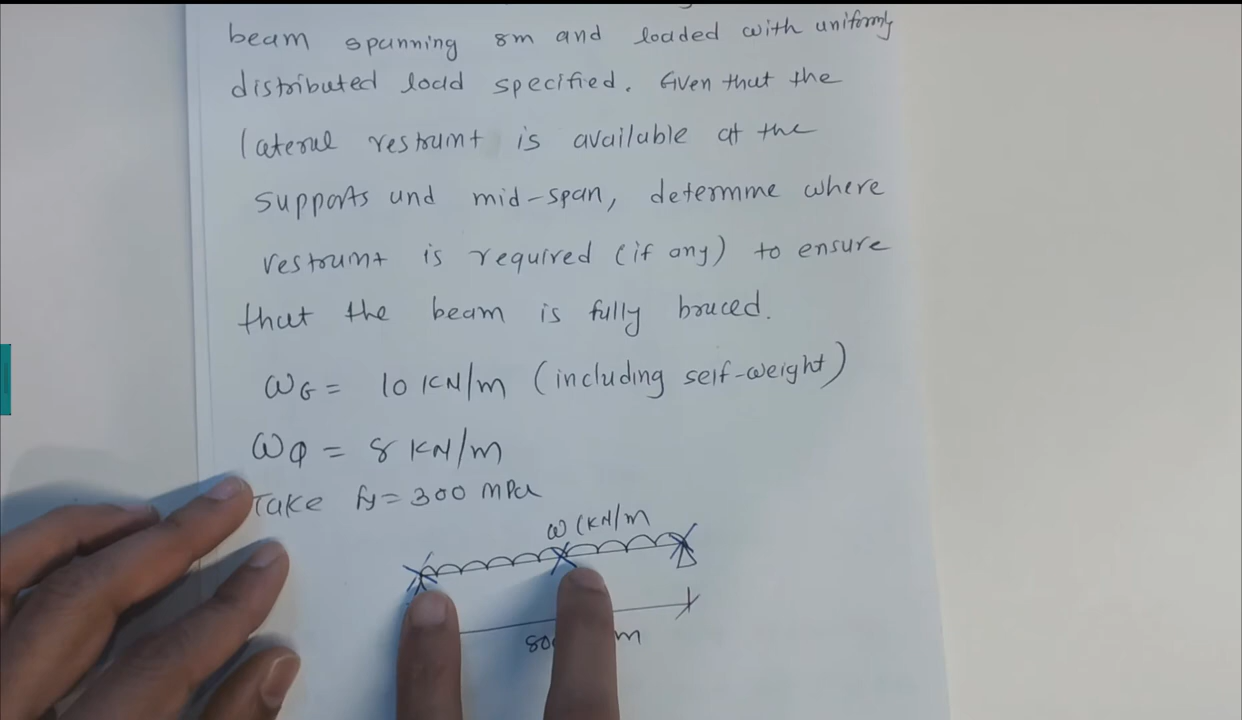 beam spanning 8m and loaded with uniformly
distributed load specified. Given that the
lateral restraint is available at the
supports and mid-span, determine where
restraint is required (if any) to ensure
that the beam is fully braced.
ωG = 10 KN/m (including self-weight)
ωQ = 8 KN/m
Take fy = 300 MPa
ω (KN/m